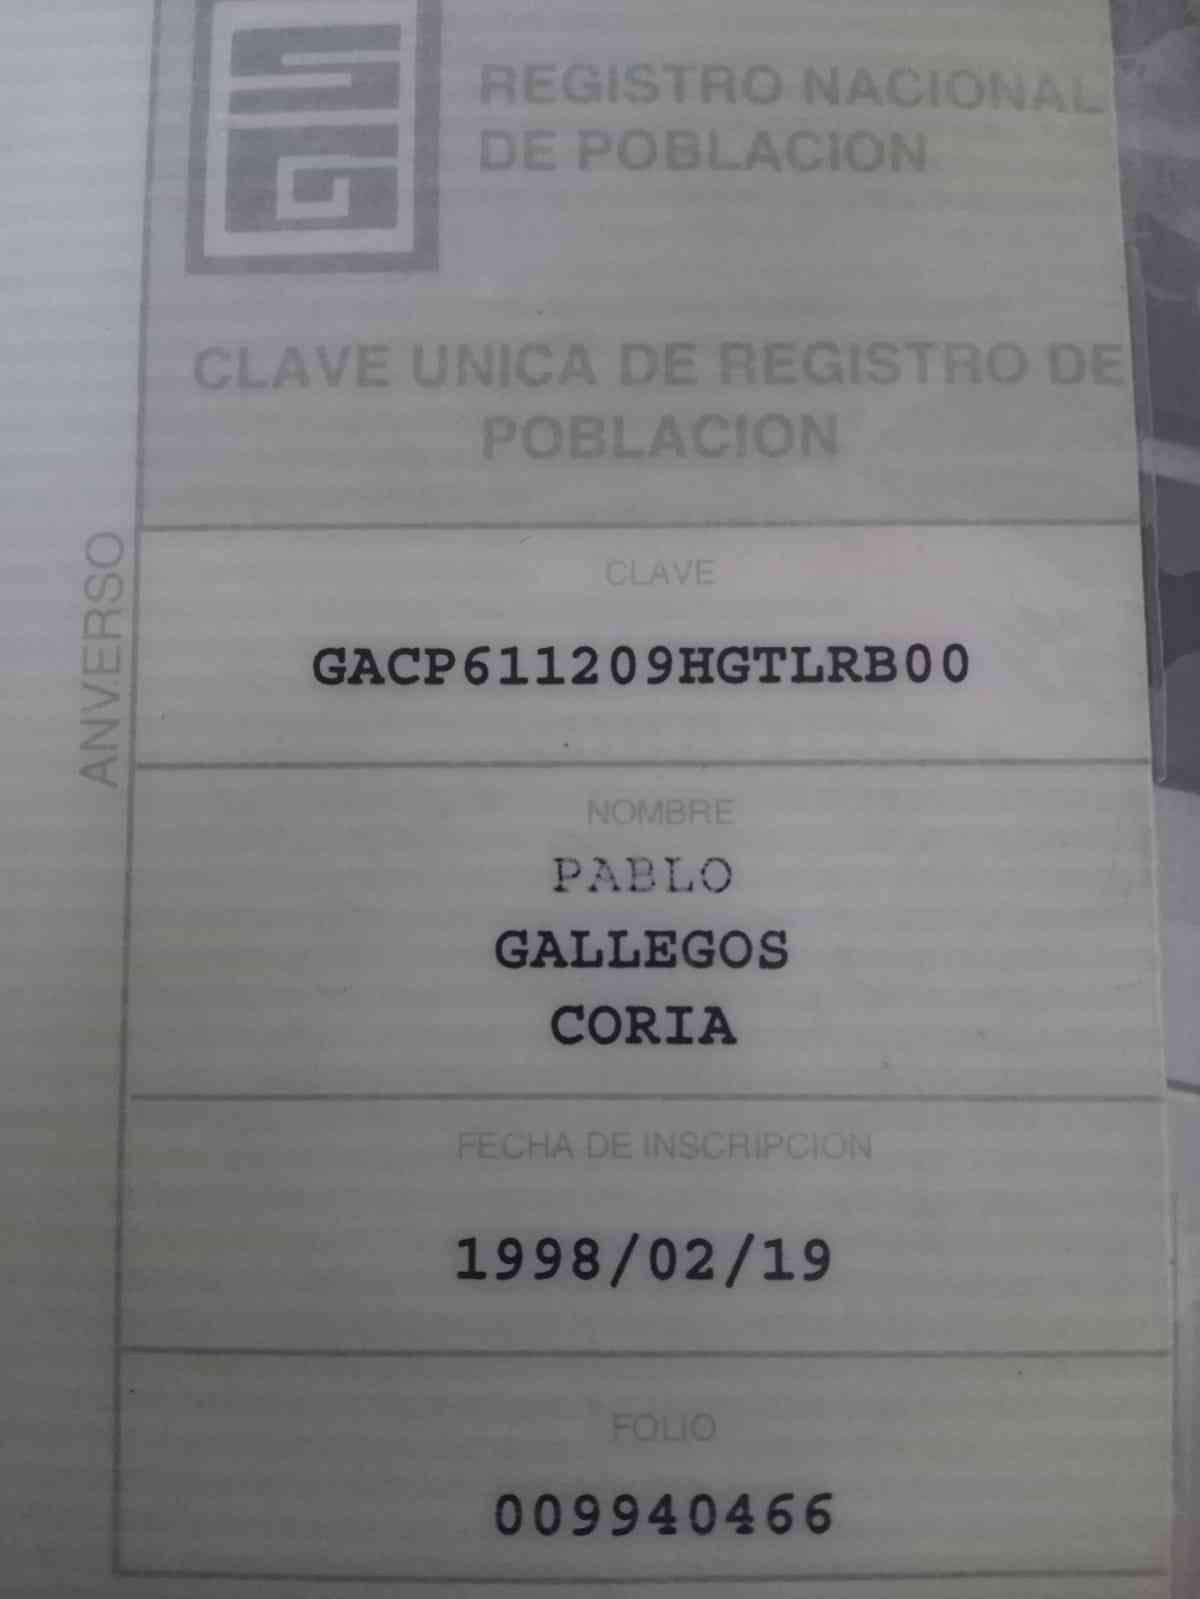 SG
REGISTRO NACIONAL
DE POBLACION
CLAVE UNICA DE REGISTRO DE
POBLACION
ANVERSO
CLAVE
GACP611209HGTLRB00
NOMBRE
PABLO
GALLEGOS
CORIA
FECHA DE INSCRIPCION
1998/02/19
FOLIO
009940466